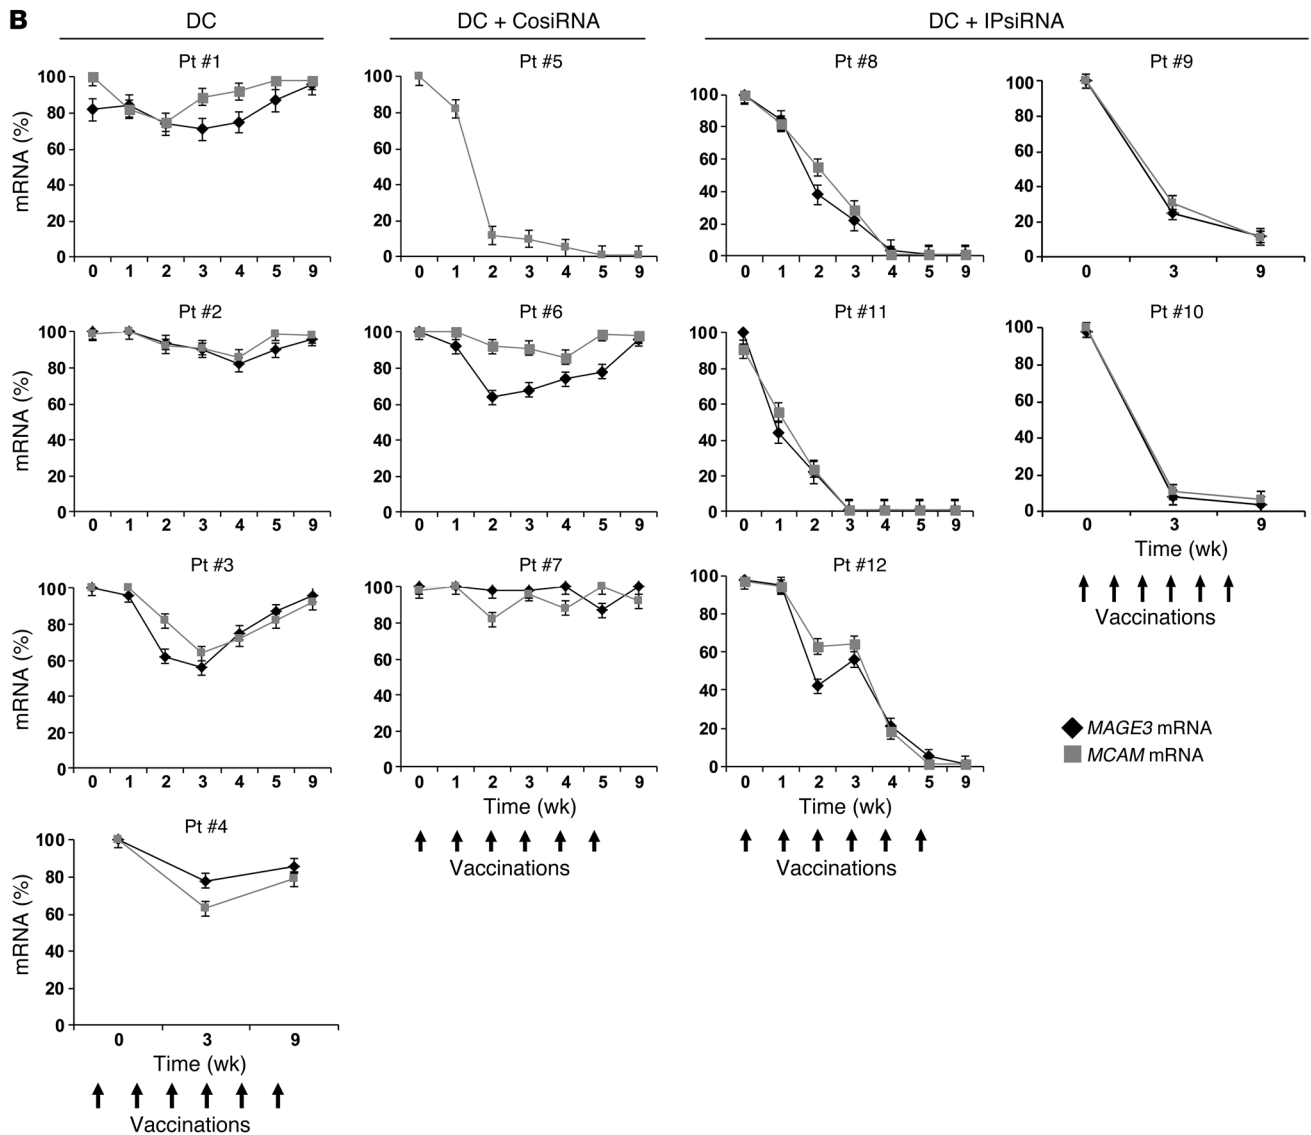 B
DC
DC + CosiRNA
DC + IPsiRNA
Pt #1
Pt #5
Pt #8
Pt #9
mRNA (%)
100
80
60
40
20
0
0 1 2 3 4 5 9
100
80
60
40
20
0
0 1 2 3 4 5 9
100
80
60
40
20
0
0 1 2 3 4 5 9
100
80
60
40
20
0
0 3 9
Pt #2
Pt #6
Pt #11
Pt #10
mRNA (%)
100
80
60
40
20
0
0 1 2 3 4 5 9
100
80
60
40
20
0
0 1 2 3 4 5 9
100
80
60
40
20
0
0 1 2 3 4 5 9
100
80
60
40
20
0
0 3 9
Time (wk)
Vaccinations
Pt #3
Pt #7
Pt #12
mRNA (%)
100
80
60
40
20
0
0 1 2 3 4 5 9
100
80
60
40
20
0
0 1 2 3 4 5 9
Time (wk)
Vaccinations
100
80
60
40
20
0
0 1 2 3 4 5 9
Time (wk)
Vaccinations
MAGE3 mRNA
MCAM mRNA
Pt #4
mRNA (%)
100
80
60
40
20
0
0 3 9
Time (wk)
Vaccinations